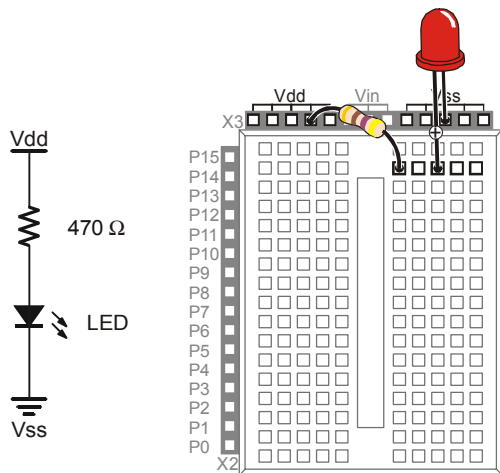 Vdd
470 Ω
LED
Vss
Vdd Vin Vss
X3
P15
P14
P13
P12
P11
P10
P9
P8
P7
P6
P5
P4
P3
P2
P1
P0
X2
+